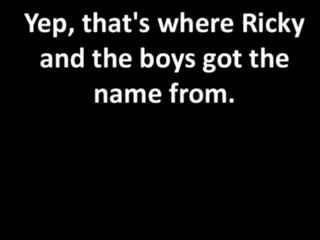 Yep, that's where Ricky
and the boys got the
name from.